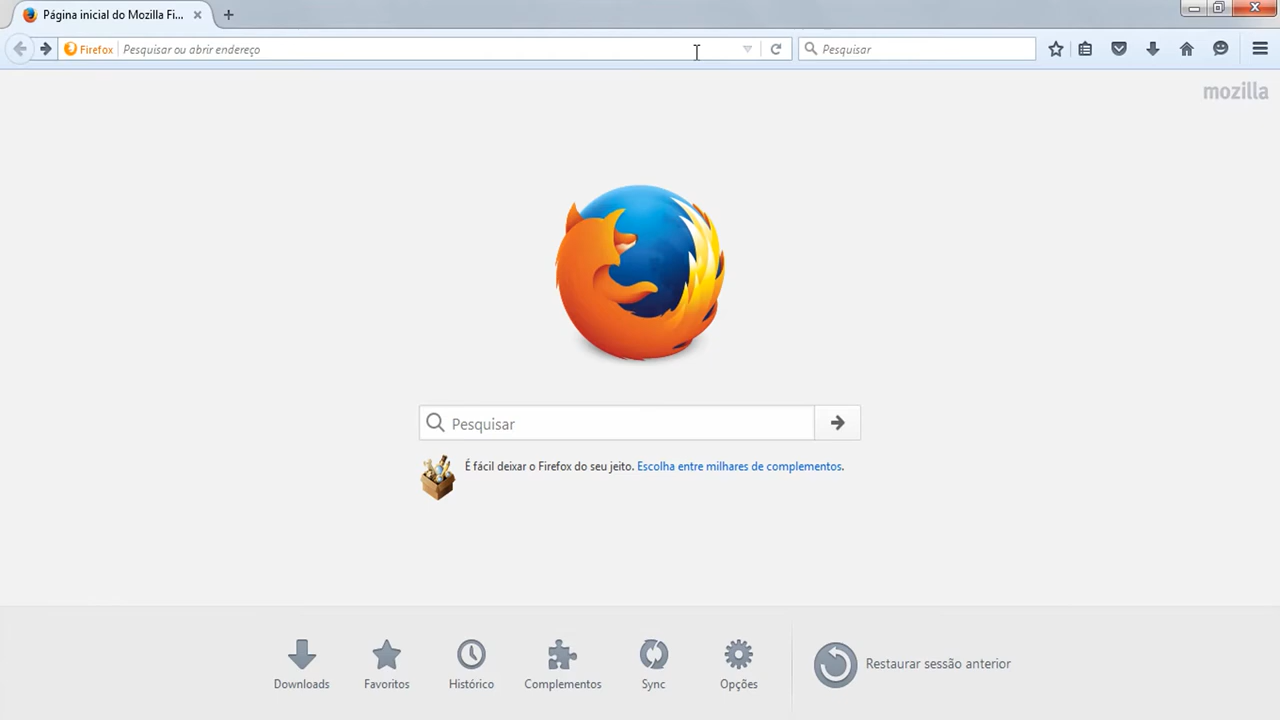 Página inicial do Mozilla Fi...
Firefox
Pesquisar ou abrir endereço
Pesquisar
mozilla
Pesquisar
É fácil deixar o Firefox do seu jeito. Escolha entre milhares de complementos.
Downloads
Favoritos
Histórico
Complementos
Sync
Opções
Restaurar sessão anterior